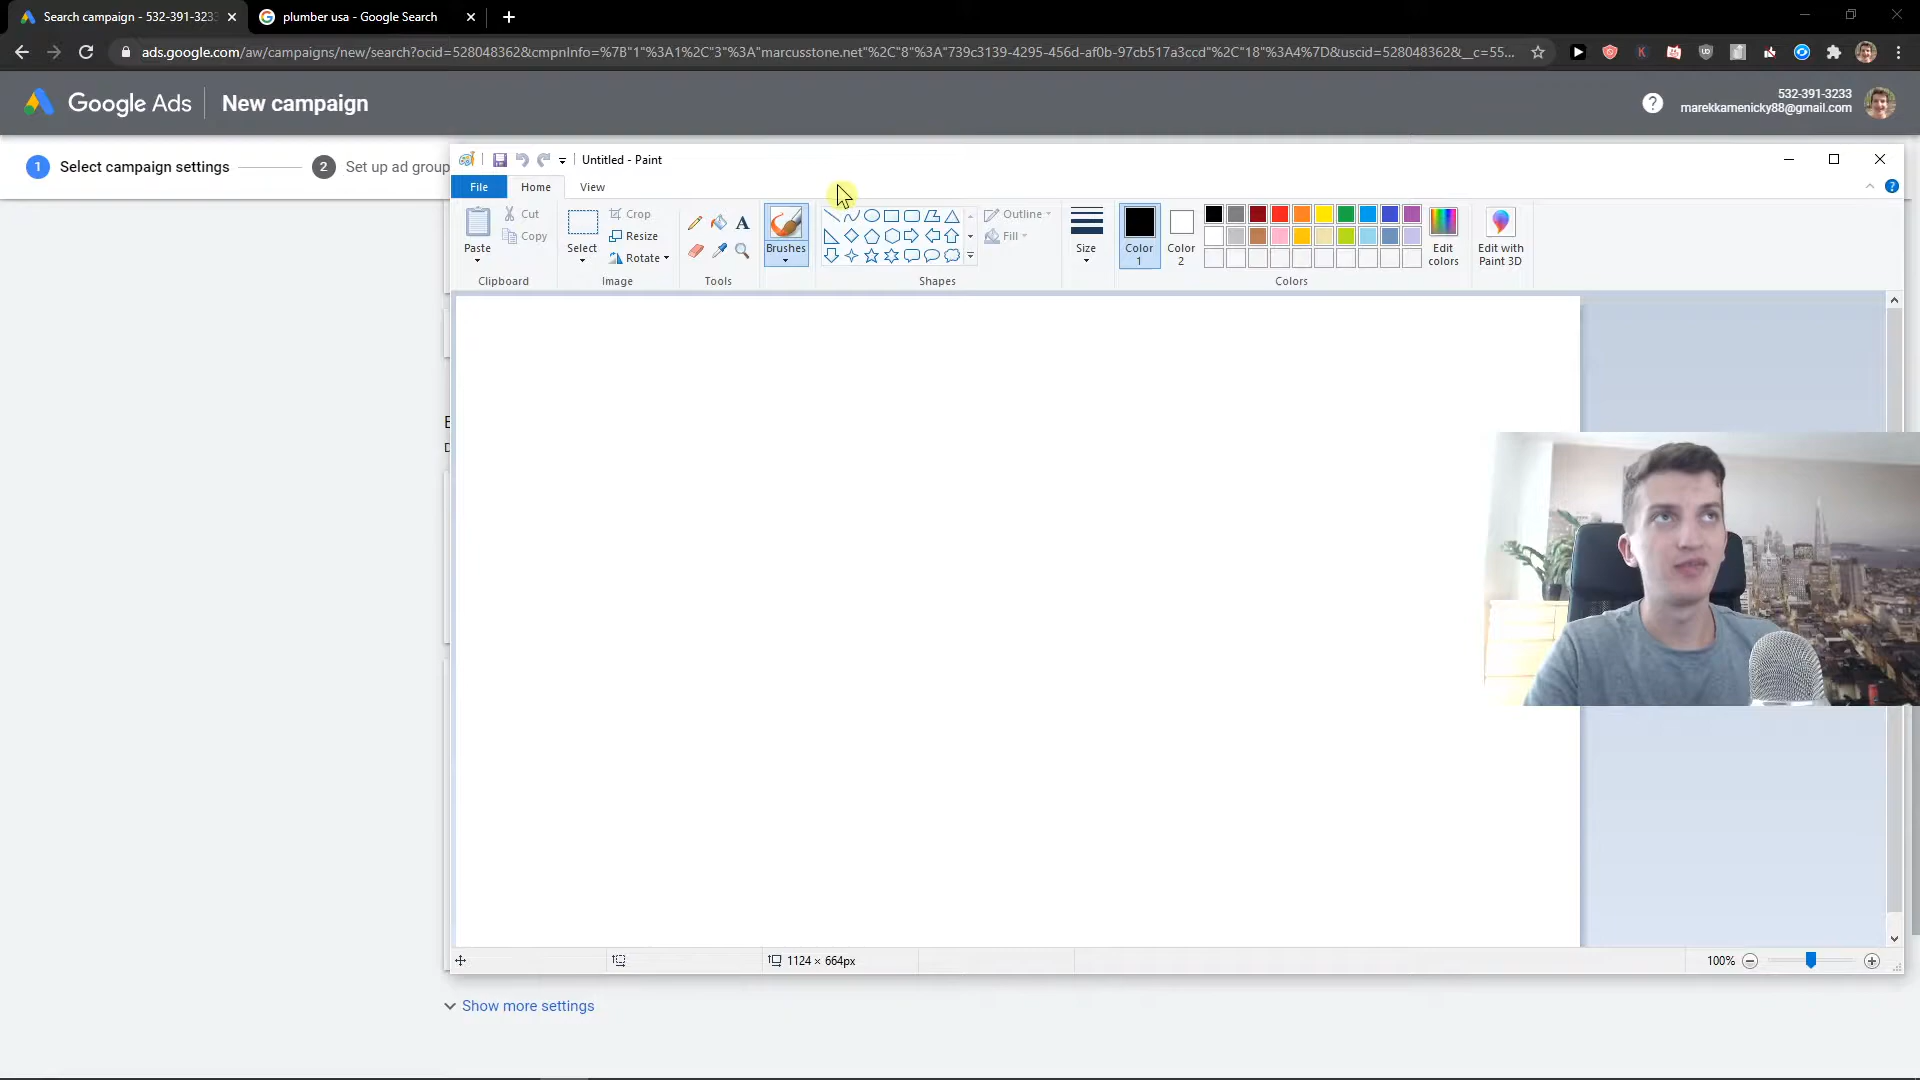 Search campaign - 532-391-3233
plumber usa - Google Search
ads.google.com/aw/campaigns/new/search?ocid=528048362&cmpnInfo=%7B"1"%3A1%2C"3"%3A"marcusstone.net"%2C"8"%3A"739c3139-4295-456d-af0b-97cb517a3ccd"%2C"18"%3A4%7D&uscid=528048362&__c=55...
Google Ads
New campaign
532-391-3233
marekkamenicky88@gmail.com
1 Select campaign settings
2 Set up ad group
Untitled - Paint
File
Home
View
Paste
Cut
Copy
Clipboard
Select
Crop
Resize
Rotate
Image
Tools
Brushes
Shapes
Outline
Fill
Size
Color 1
Color 2
Edit colors
Colors
Edit with Paint 3D
1124 × 664px
100%
Show more settings